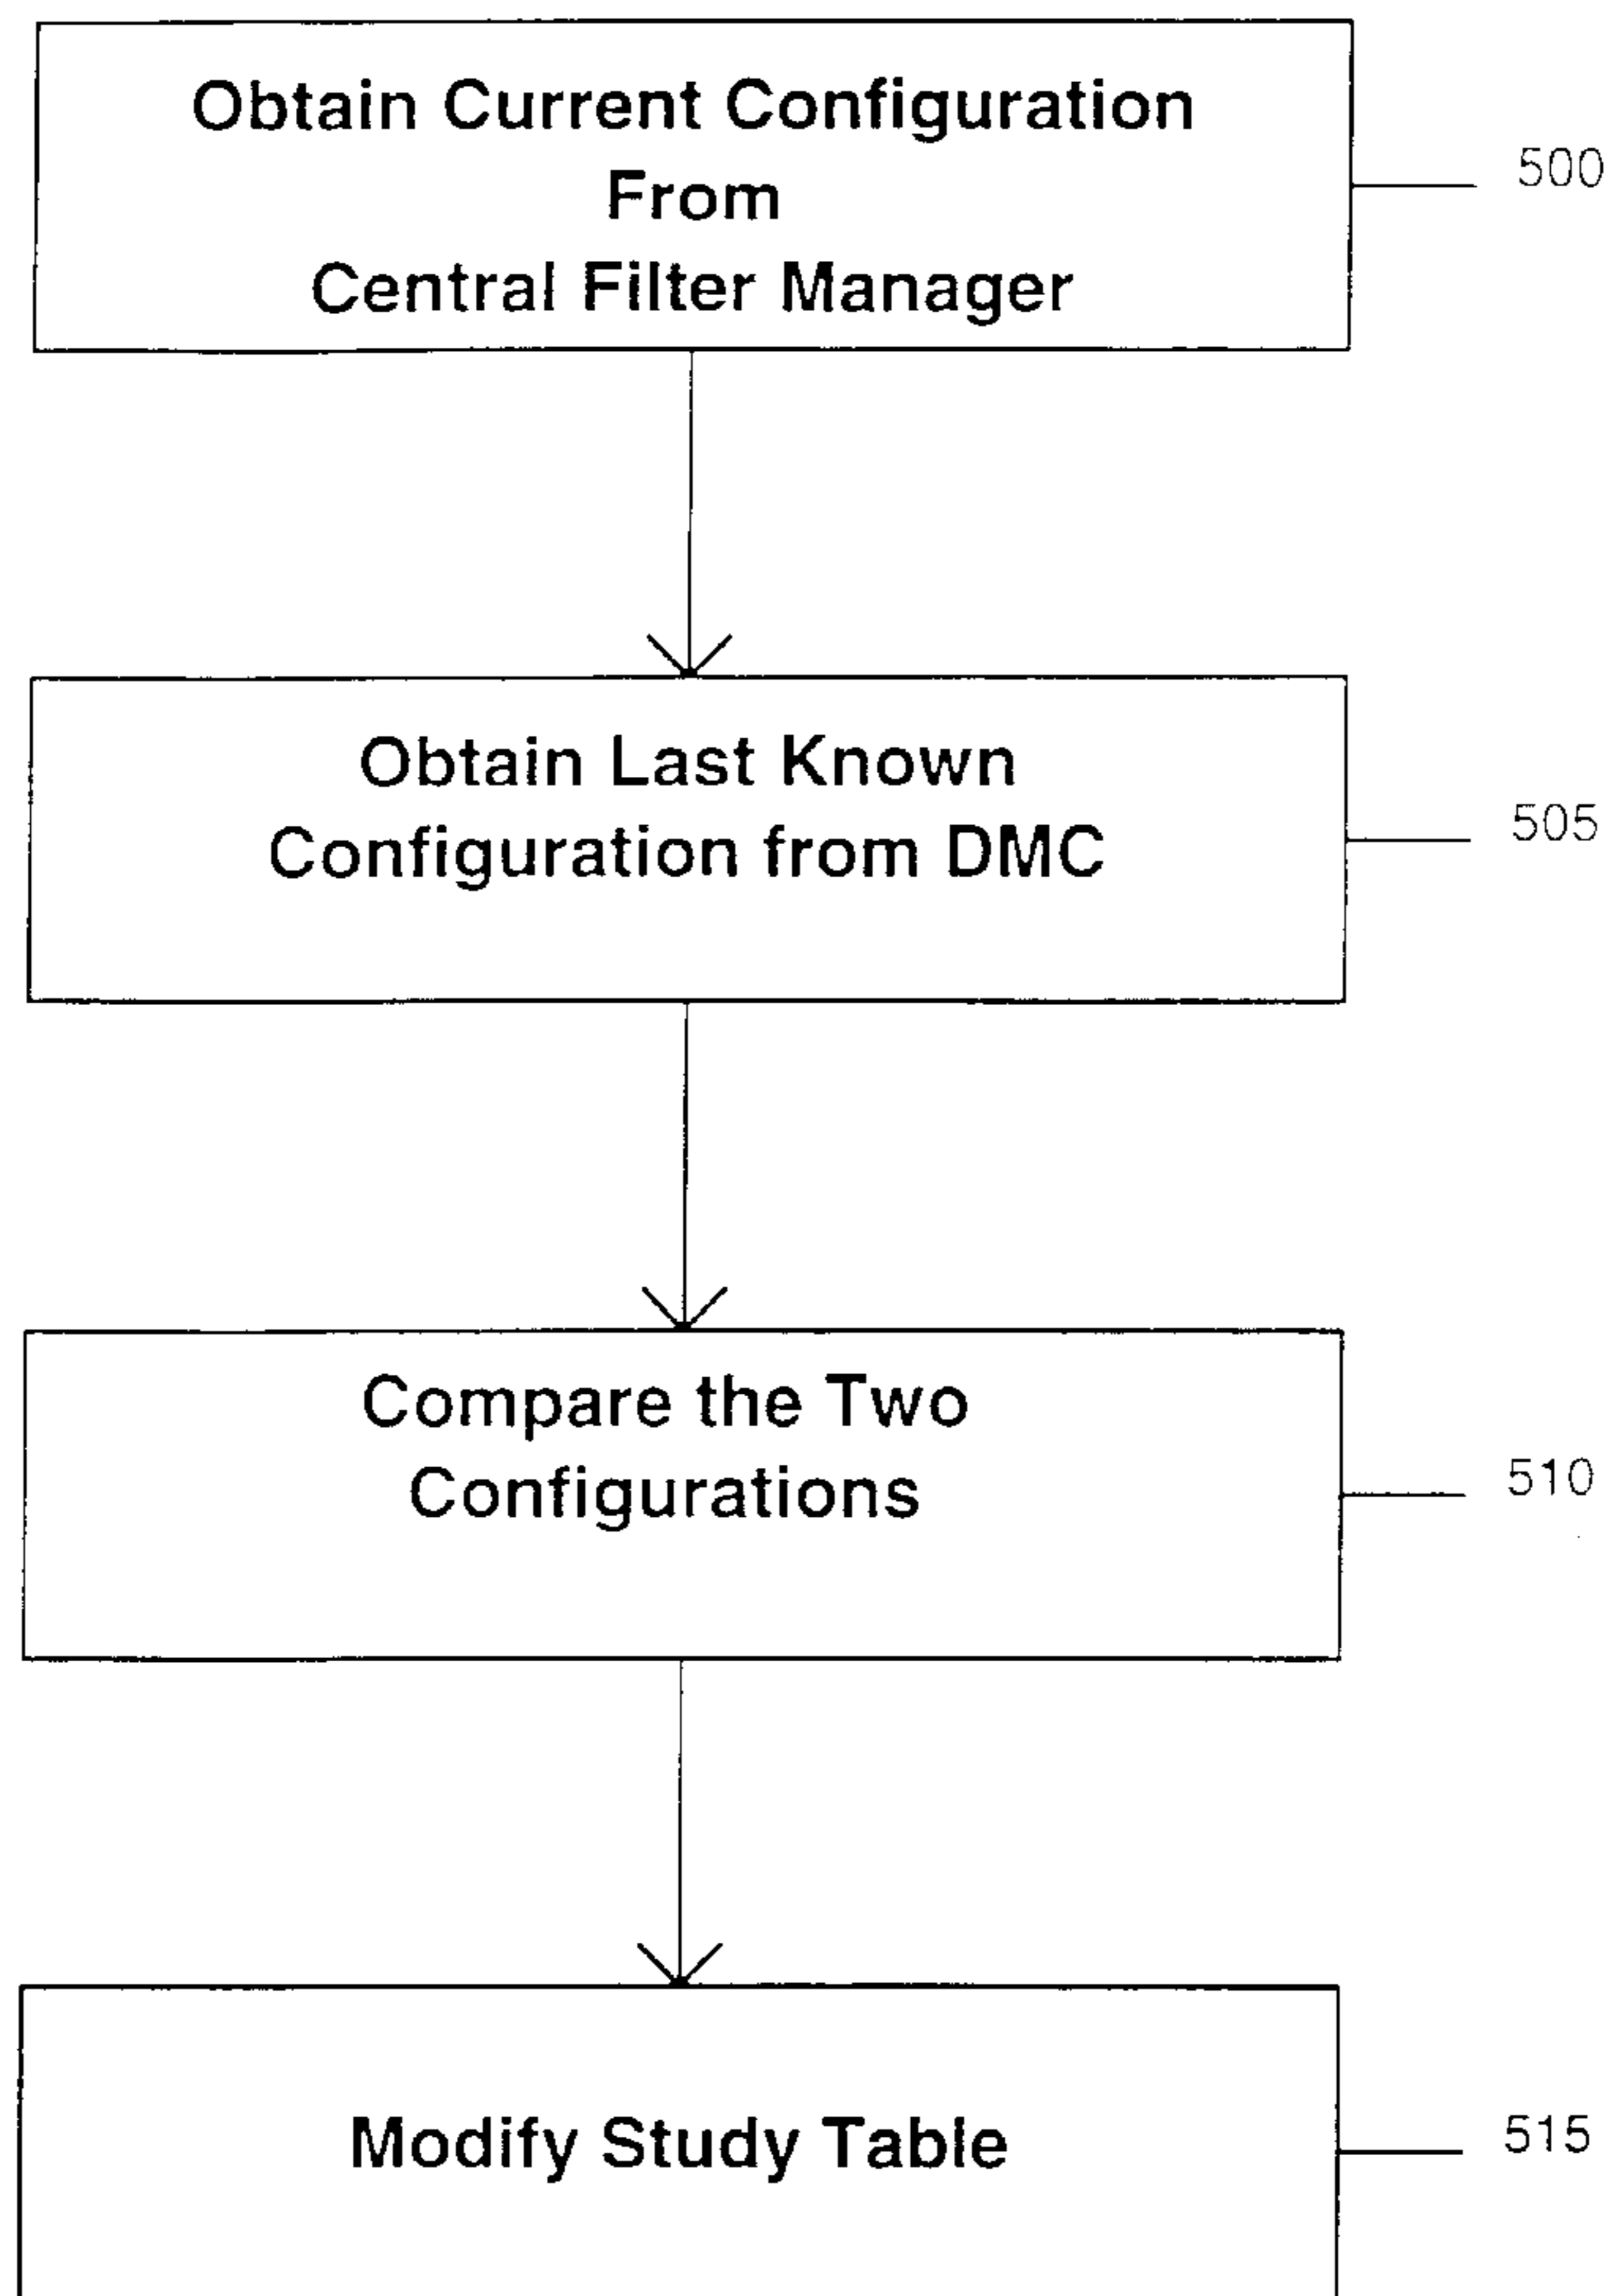 Obtain Current Configuration
From
Central Filter Manager
500
Obtain Last Known
Configuration from DMC
505
Compare the Two
Configurations
510
Modify Study Table
515